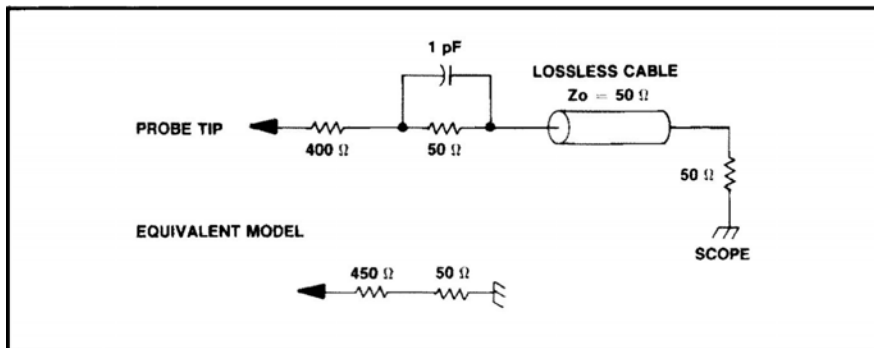 1 pF
LOSSLESS CABLE
Zo = 50 Ω
PROBE TIP
400 Ω
50 Ω
50 Ω
SCOPE
EQUIVALENT MODEL
450 Ω
50 Ω